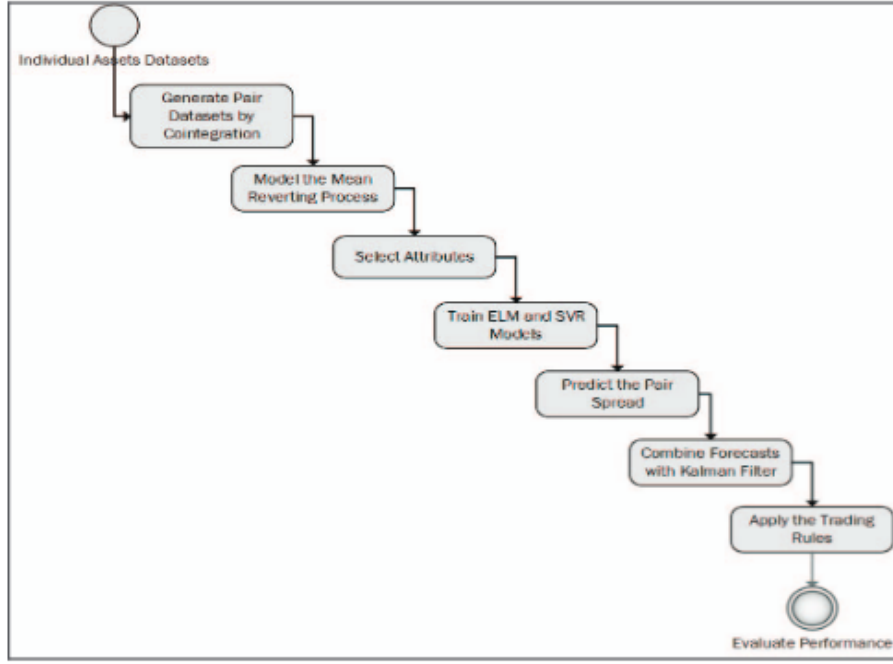 Individual Assets Datasets
Generate Pair
Datasets by
Cointegration
Model the Mean
Reverting Process
Select Attributes
Train ELM and SVR
Models
Predict the Pair
Spread
Combine Forecasts
with Kalman Filter
Apply the Trading
Rules
Evaluate Performance